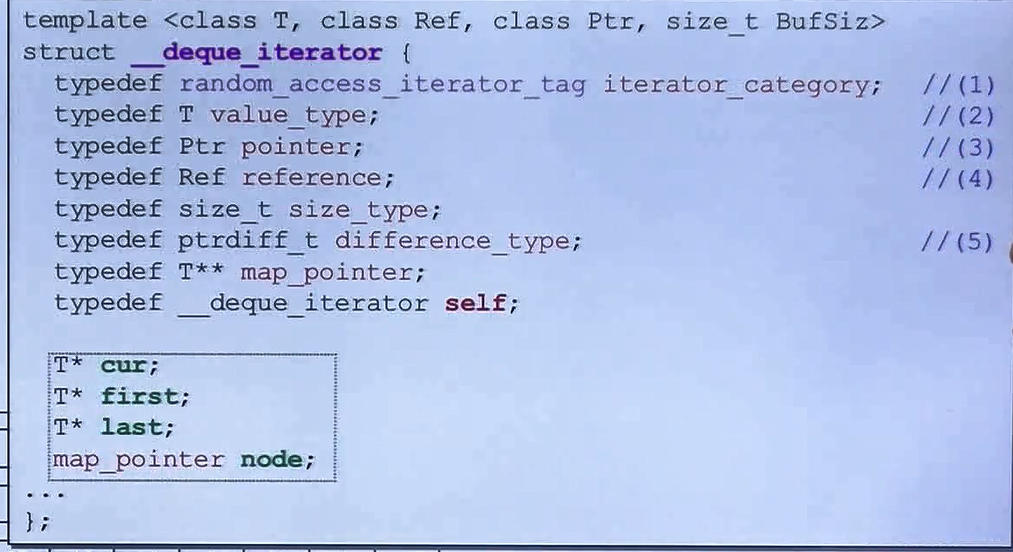 template <class T, class Ref, class Ptr, size_t BufSiz>
struct __deque_iterator {
typedef random_access_iterator_tag iterator_category; //(1)
typedef T value_type; //(2)
typedef Ptr pointer; //(3)
typedef Ref reference; //(4)
typedef size_t size_type;
typedef ptrdiff_t difference_type; //(5)
typedef T** map_pointer;
typedef __deque_iterator self;
T* cur;
T* first;
T* last;
map_pointer node;
...
};